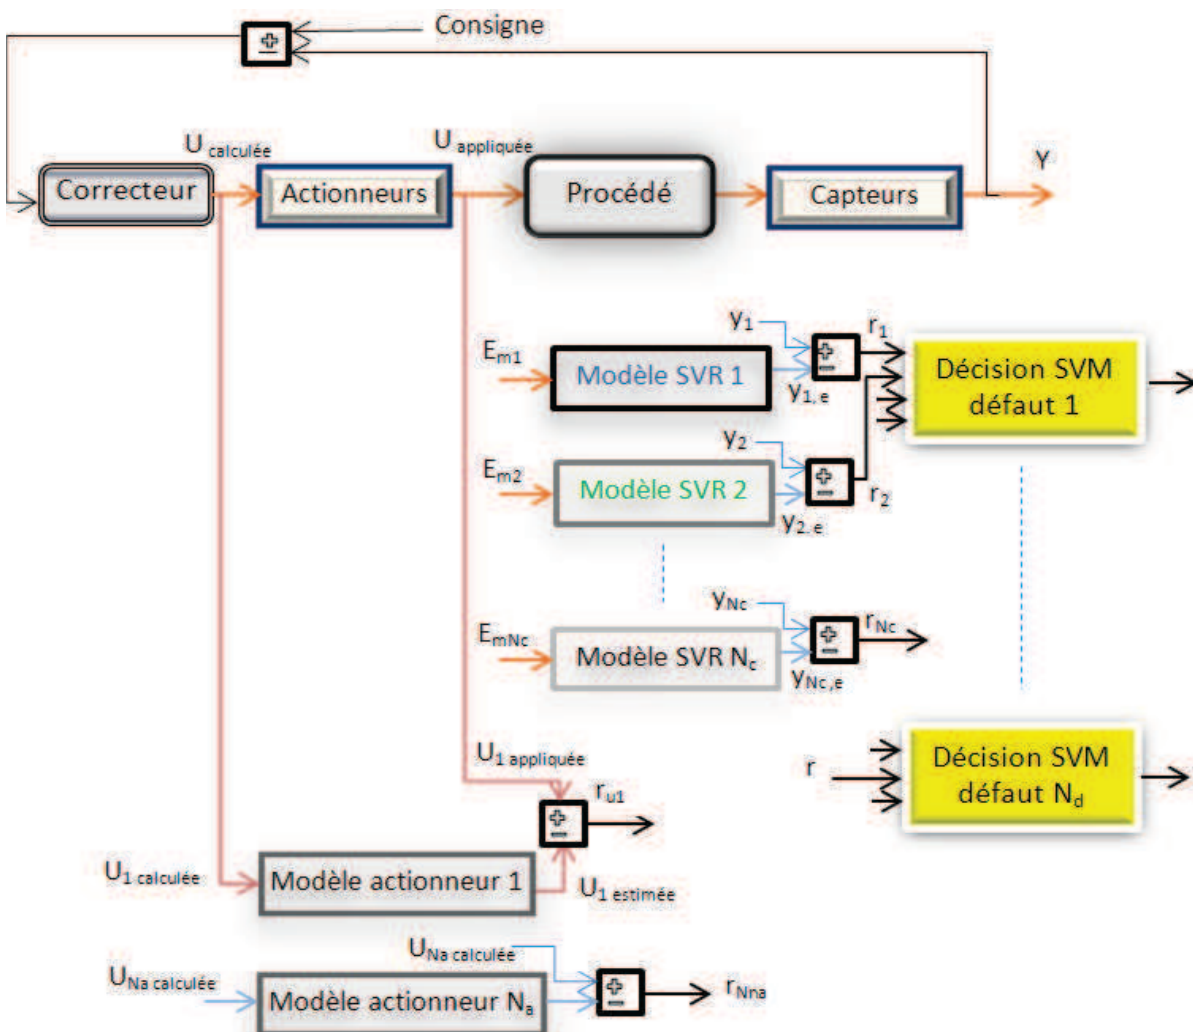 Consigne
U calculée
U appliquée
Y
Correcteur
Actionneurs
Procédé
Capteurs
y1
r1
Em1
Modèle SVR 1
y1,e
Décision SVM
défaut 1
y2
Em2
Modèle SVR 2
r2
y2,e
yNc
rNc
EmNc
Modèle SVR Nc
yNc,e
U1 appliquée
ru1
r
Décision SVM
défaut Nd
U1 calculée
Modèle actionneur 1
U1 estimée
UNa calculée
UNa calculée
Modèle actionneur Na
rNna